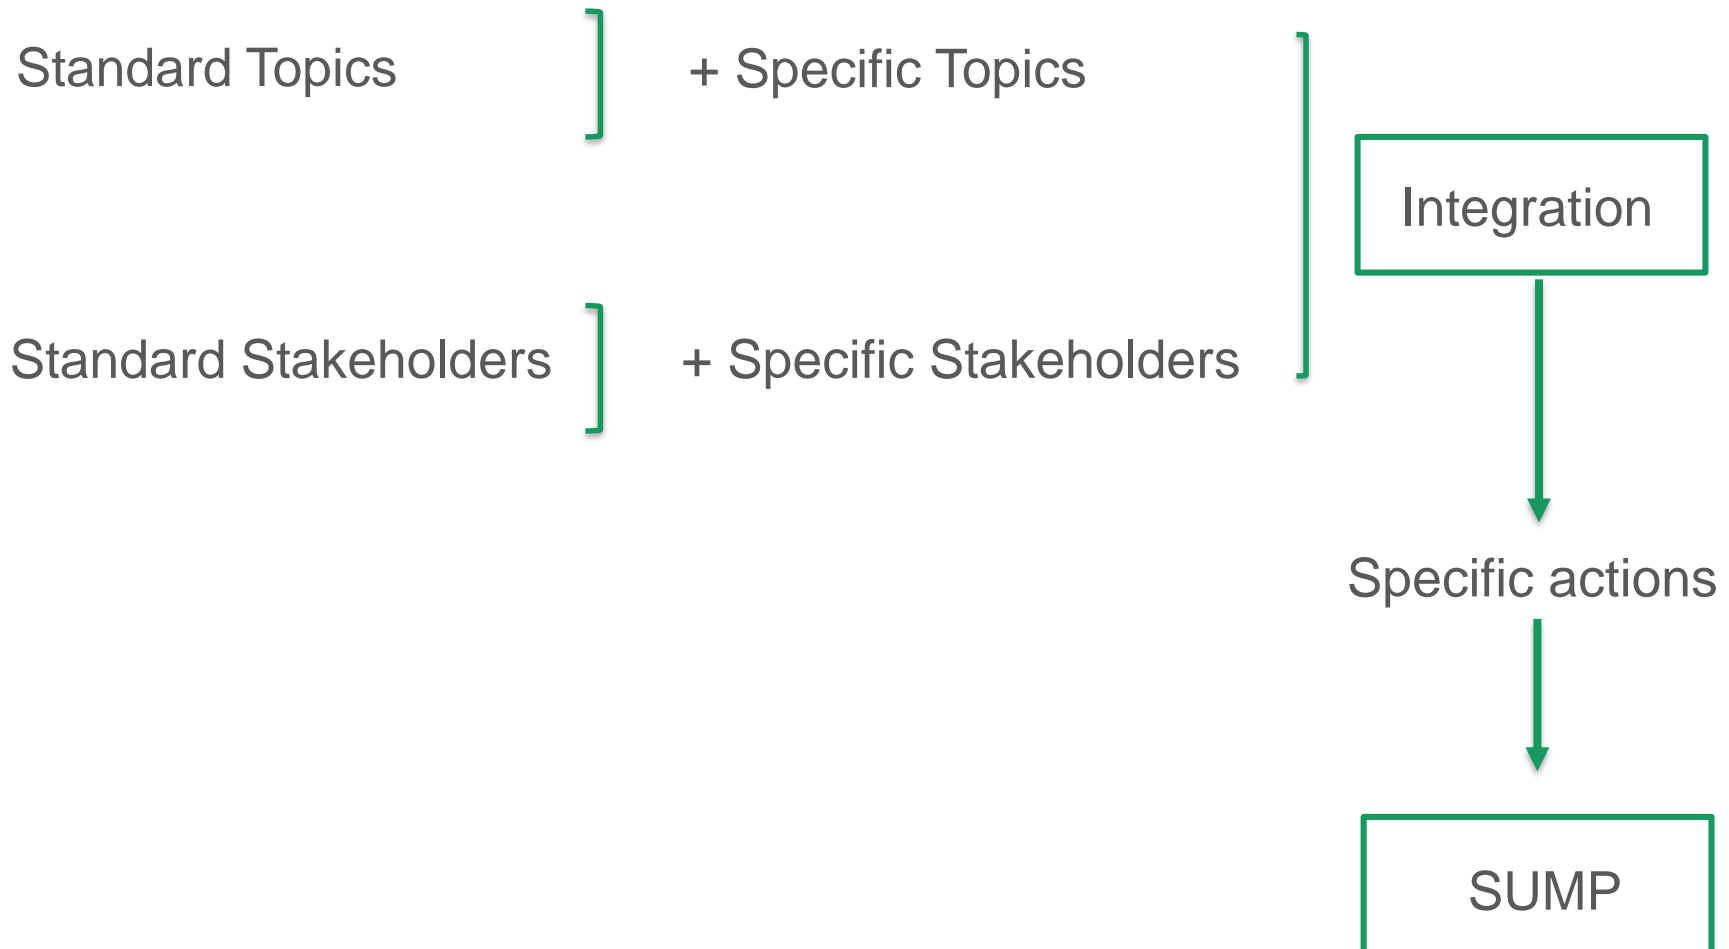 Standard Topics
+ Specific Topics
Integration
Standard Stakeholders
+ Specific Stakeholders
Specific actions
SUMP